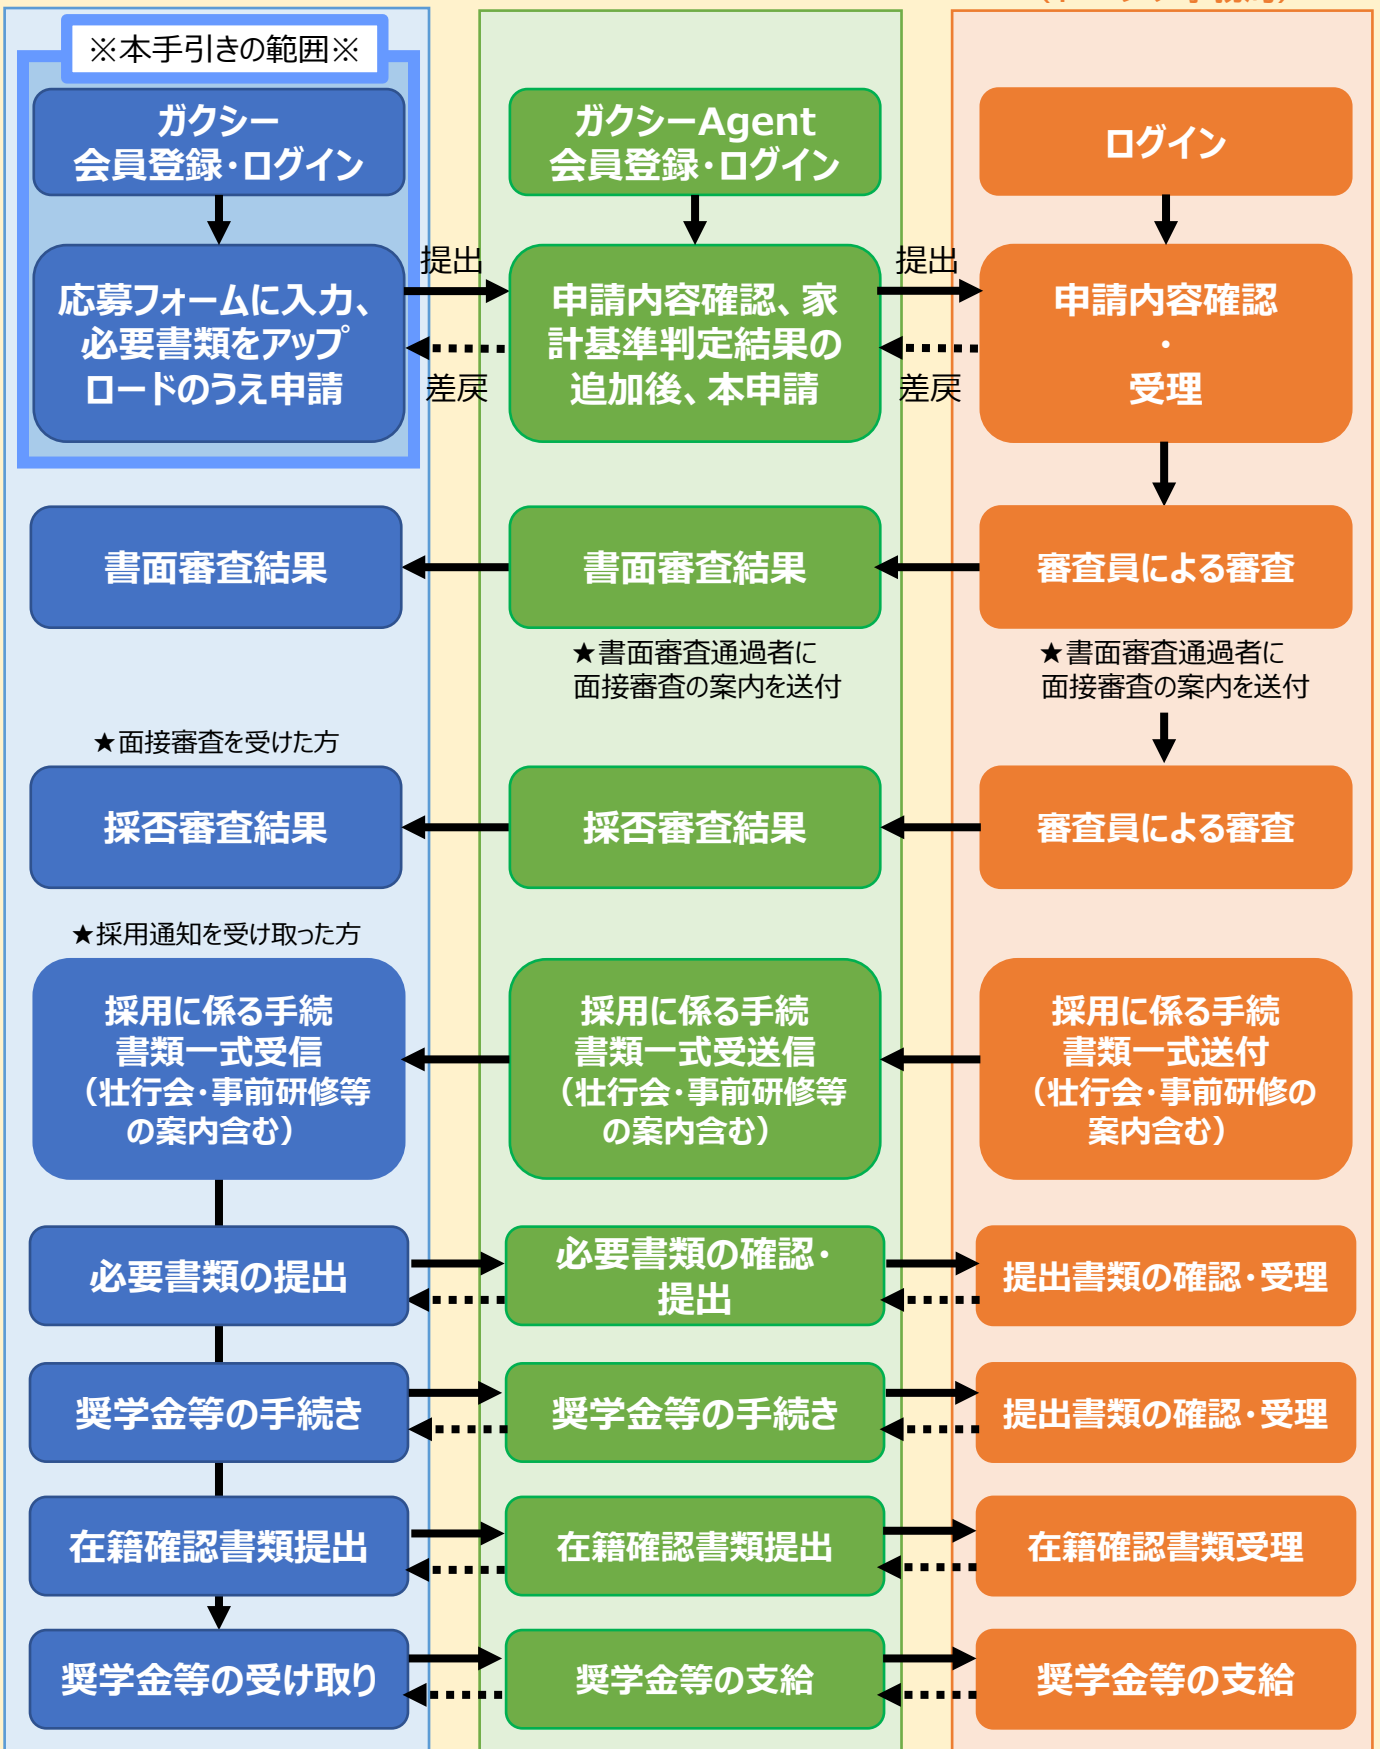 ※本手引きの範囲※
ガクシー
会員登録・ログイン
ガクシーAgent
会員登録・ログイン
ログイン
応募フォームに入力、
必要書類をアップ
ロードのうえ申請
提出
差戻
申請内容確認、家
計基準判定結果の
追加後、本申請
提出
差戻
申請内容確認
・
受理
書面審査結果
書面審査結果
審査員による審査
★書面審査通過者に
面接審査の案内を送付
★書面審査通過者に
面接審査の案内を送付
★面接審査を受けた方
採否審査結果
採否審査結果
審査員による審査
★採用通知を受け取った方
採用に係る手続
書類一式受信
（壮行会・事前研修等
の案内含む）
採用に係る手続
書類一式受送信
（壮行会・事前研修等
の案内含む）
採用に係る手続
書類一式送付
（壮行会・事前研修の
案内含む）
必要書類の提出
必要書類の確認・
提出
提出書類の確認・受理
奨学金等の手続き
奨学金等の手続き
提出書類の確認・受理
在籍確認書類提出
在籍確認書類提出
在籍確認書類受理
奨学金等の受け取り
奨学金等の支給
奨学金等の支給